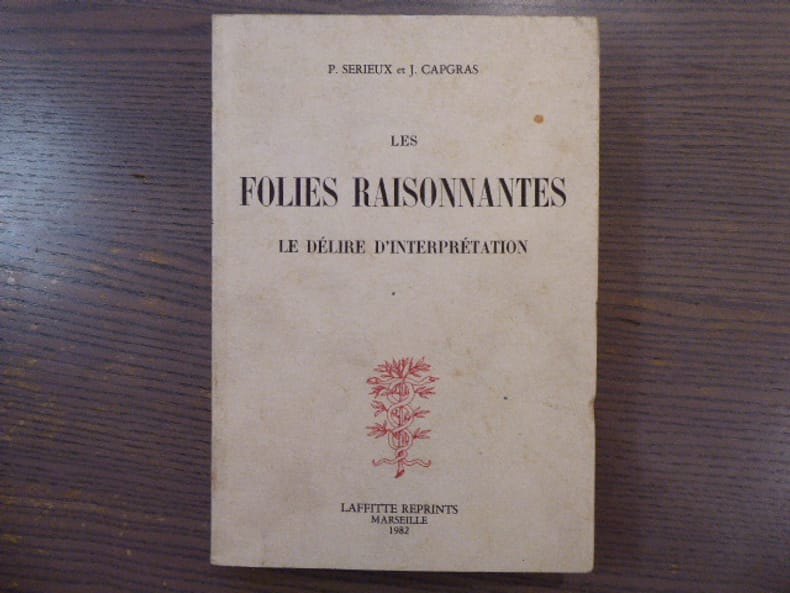 P. SERIEUX et J. CAPGRAS
LES
FOLIES RAISONNANTES
LE DÉLIRE D'INTERPRÉTATION
LAFFITTE REPRINTS
MARSEILLE
1982